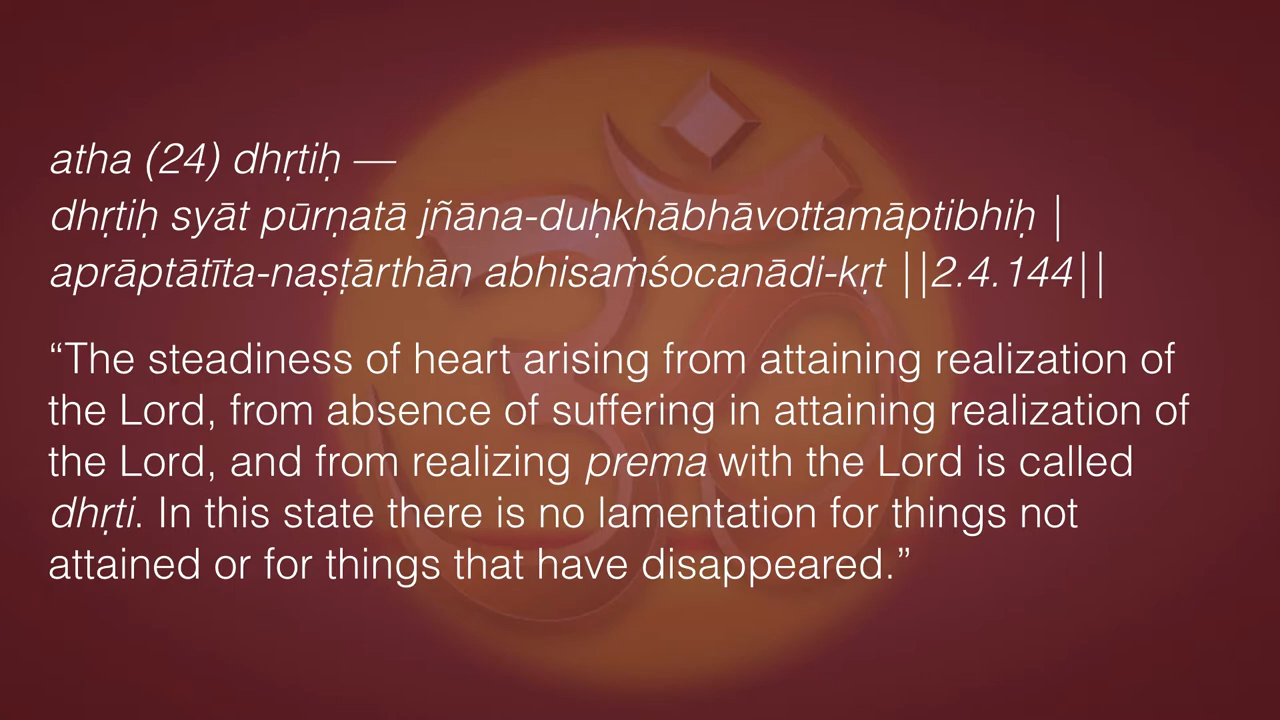 atha (24) dhṛtiḥ —
dhṛtiḥ syāt pūrṇatā jñāna-duḥkhābhāvottamāptibhiḥ |
aprāptātīta-naṣṭārthān abhisaṁśocanādi-kṛt ||2.4.144||
“The steadiness of heart arising from attaining realization of
the Lord, from absence of suffering in attaining realization of
the Lord, and from realizing prema with the Lord is called
dhṛti. In this state there is no lamentation for things not
attained or for things that have disappeared.”